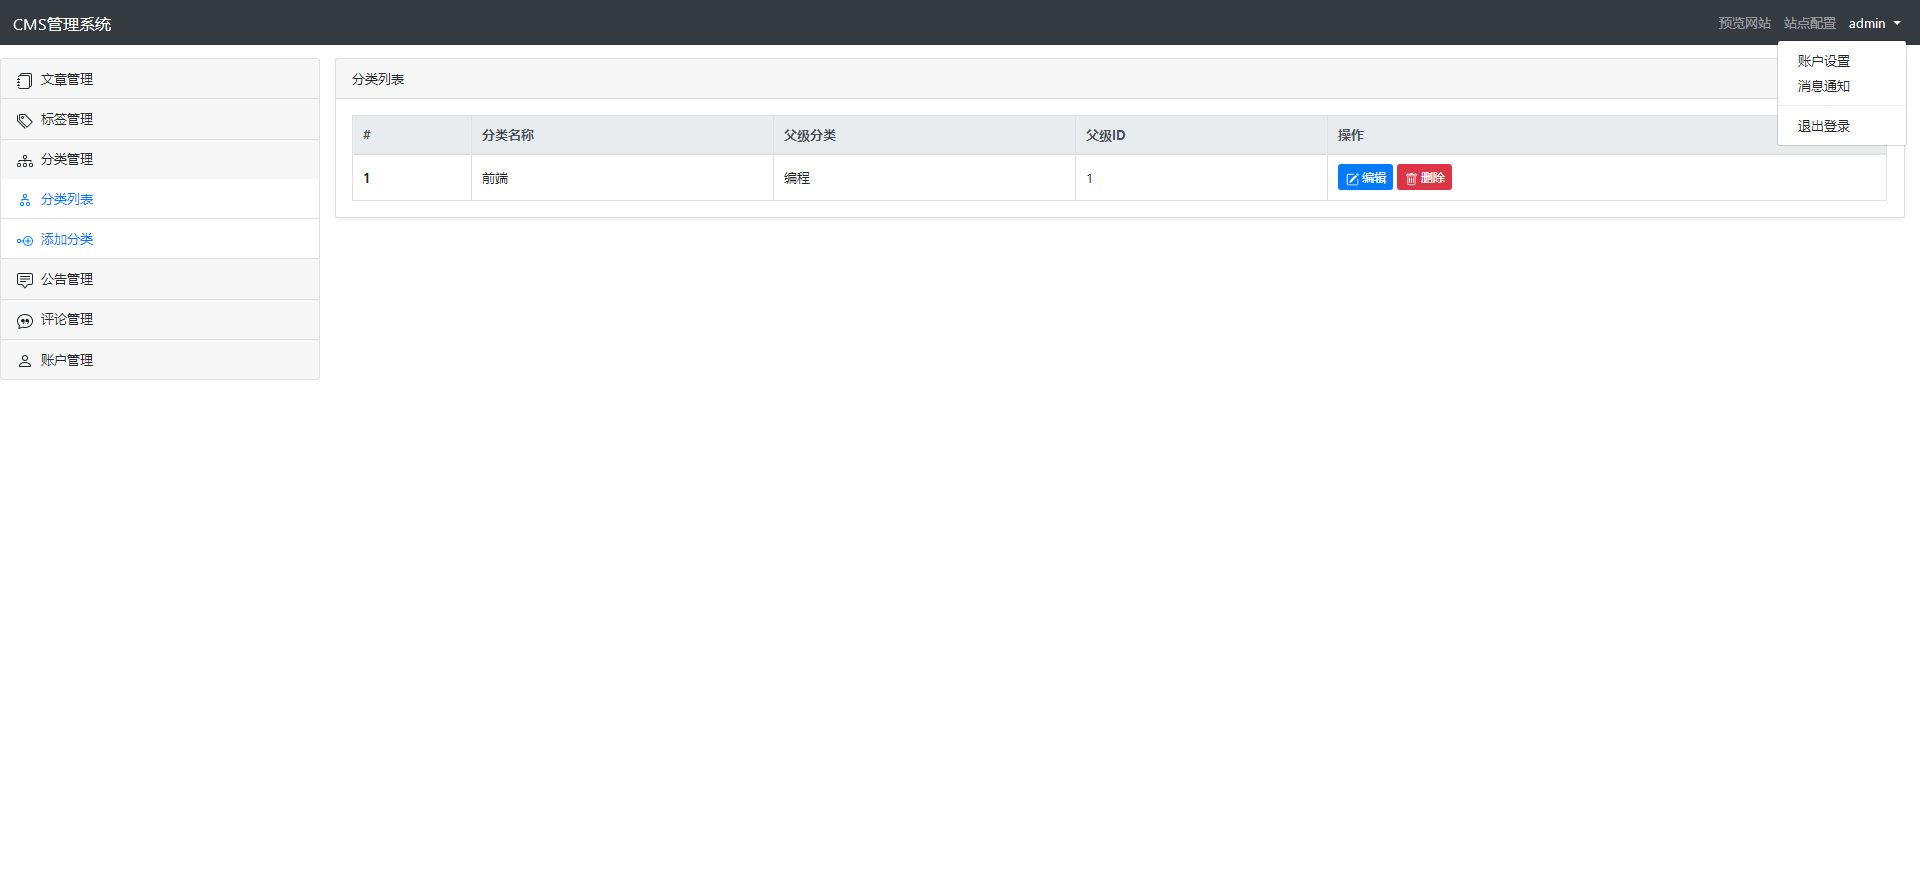 CMS管理系统
预览网站 站点配置 admin
账户设置
消息通知
退出登录
文章管理
标签管理
分类管理
分类列表
添加分类
公告管理
评论管理
账户管理
分类列表
# 分类名称 父级分类 父级ID 操作
1 前端 编程 1 编辑 删除